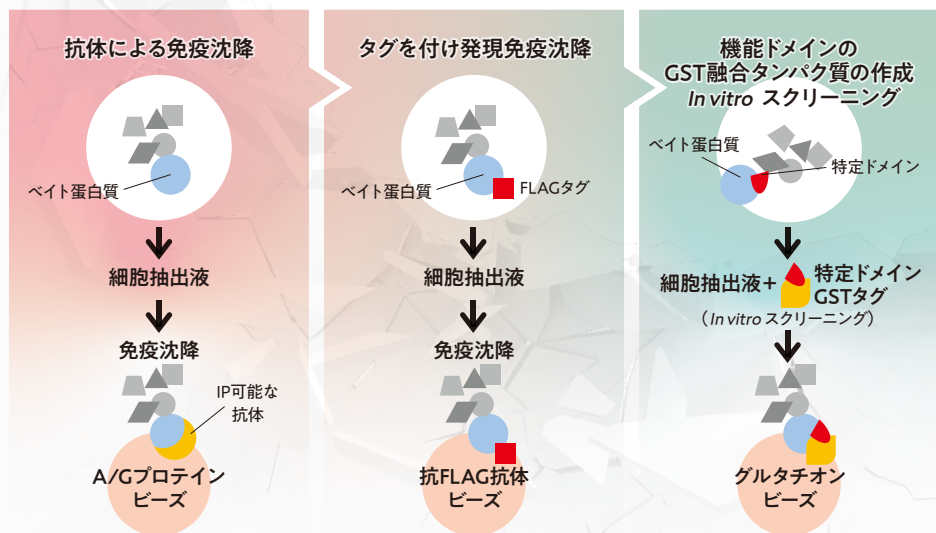 抗体による免疫沈降
ベイト蛋白質
細胞抽出液
免疫沈降
IP可能な
抗体
A/Gプロテイン
ビーズ
タグを付け発現免疫沈降
ベイト蛋白質
FLAGタグ
細胞抽出液
免疫沈降
抗FLAG抗体
ビーズ
機能ドメインの
GST融合タンパク質の作成
In vitro スクリーニング
ベイト蛋白質
特定ドメイン
細胞抽出液+
特定ドメイン
GSTタグ
(In vitro スクリーニング)
グルタチオン
ビーズ